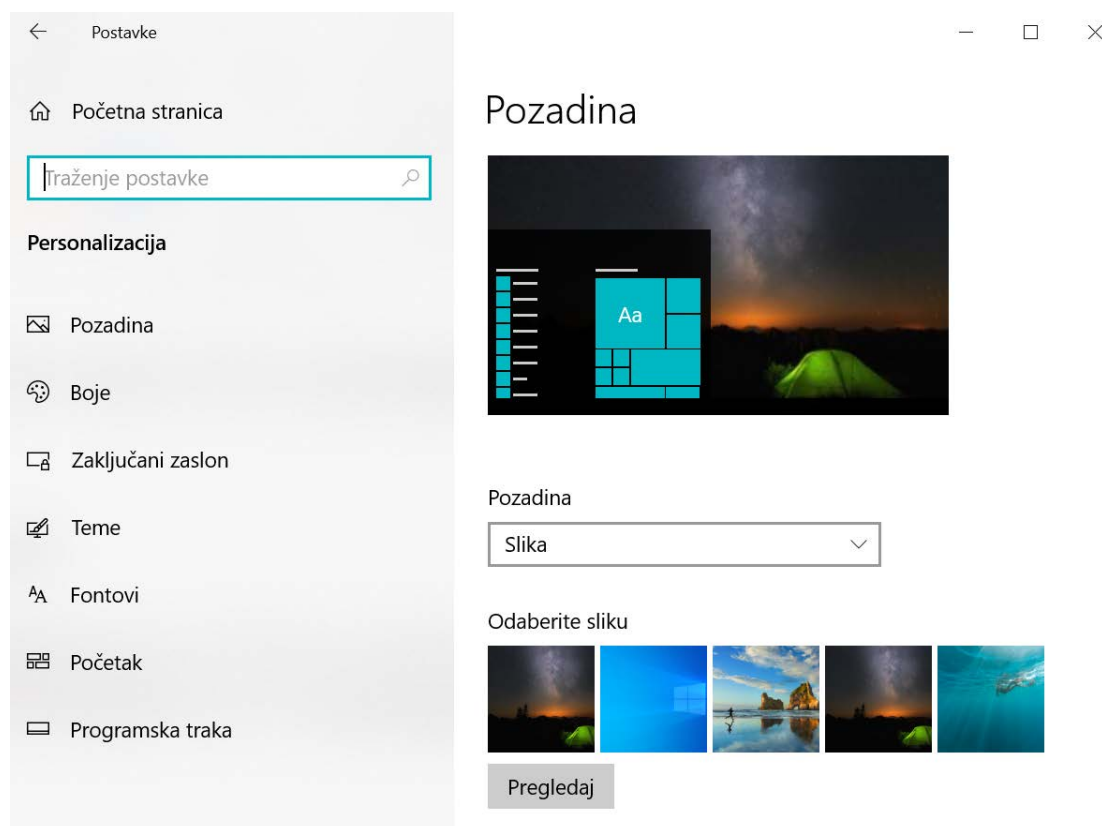 Postavke
Početna stranica
Traženje postavke
Personalizacija
Pozadina
Boje
Zaključani zaslon
Teme
Fontovi
Početak
Programska traka
Pozadina
Aa
Pozadina
Slika
Odaberite sliku
Pregledaj